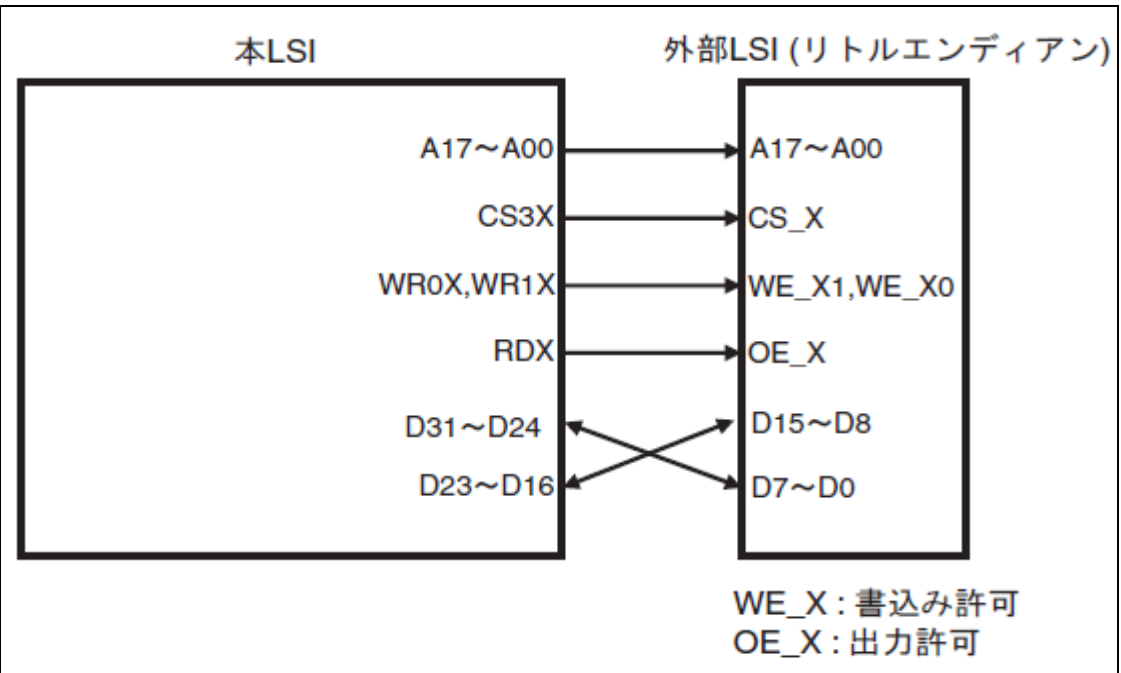 本LSI
外部LSI (リトルエンディアン)
A17～A00
A17～A00
CS3X
CS_X
WR0X,WR1X
WE_X1,WE_X0
RDX
OE_X
D31～D24
D15～D8
D23～D16
D7～D0
WE_X : 書込み許可
OE_X : 出力許可